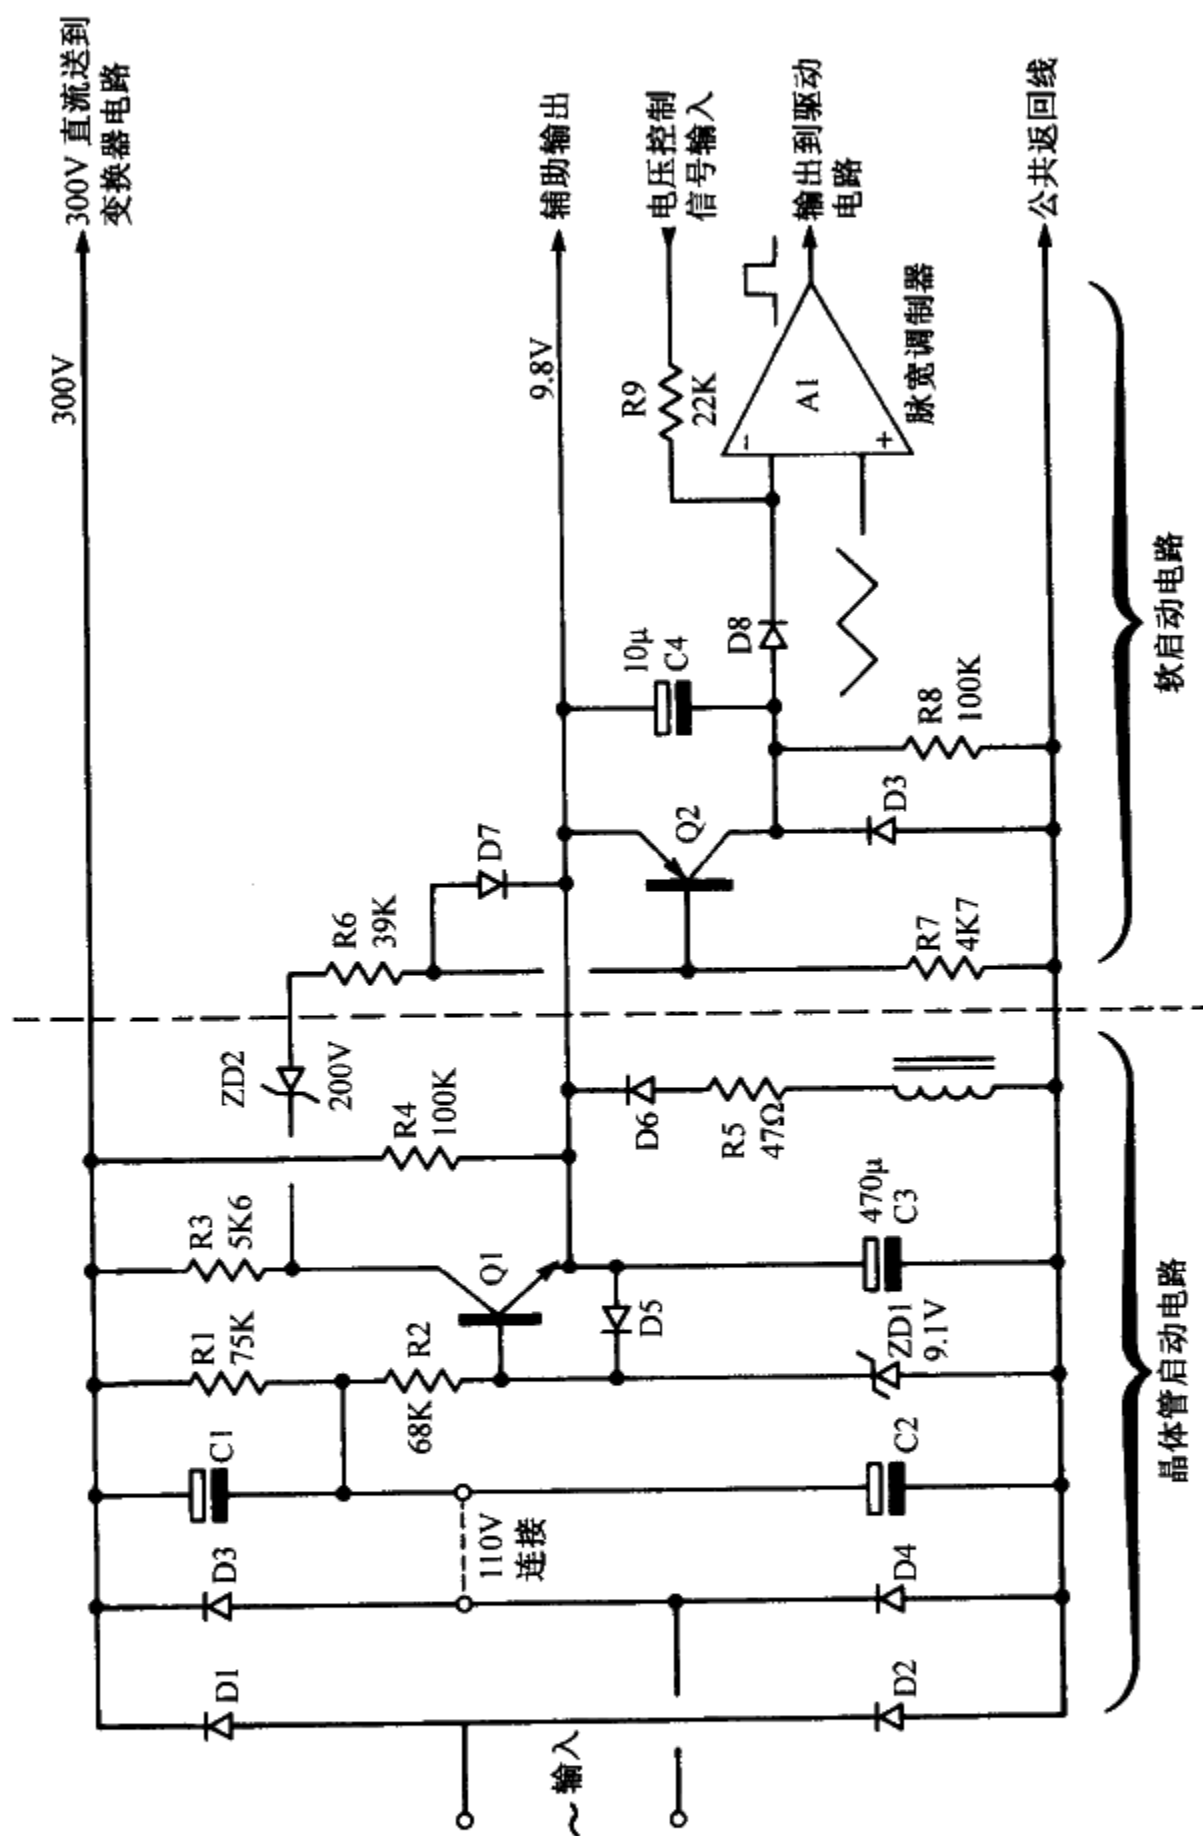 300V 直流送到
变换器电路
300V
辅助输出
9.8V
电压控制
信号输入
输出到驱动
电路
公共返回线
R9
22K
A1
−
+
脉宽调制器
10μ
C4
D8
R8
100K
D3
Q2
D7
R6
39K
R7
4K7
软启动电路
ZD2
200V
R4
100K
D6
R5
47Ω
R3
5K6
Q1
470μ
C3
R1
75K
R2
68K
D5
ZD1
9.1V
C1
C2
110V
连接
D3
D4
D1
D2
～输入
晶体管启动电路